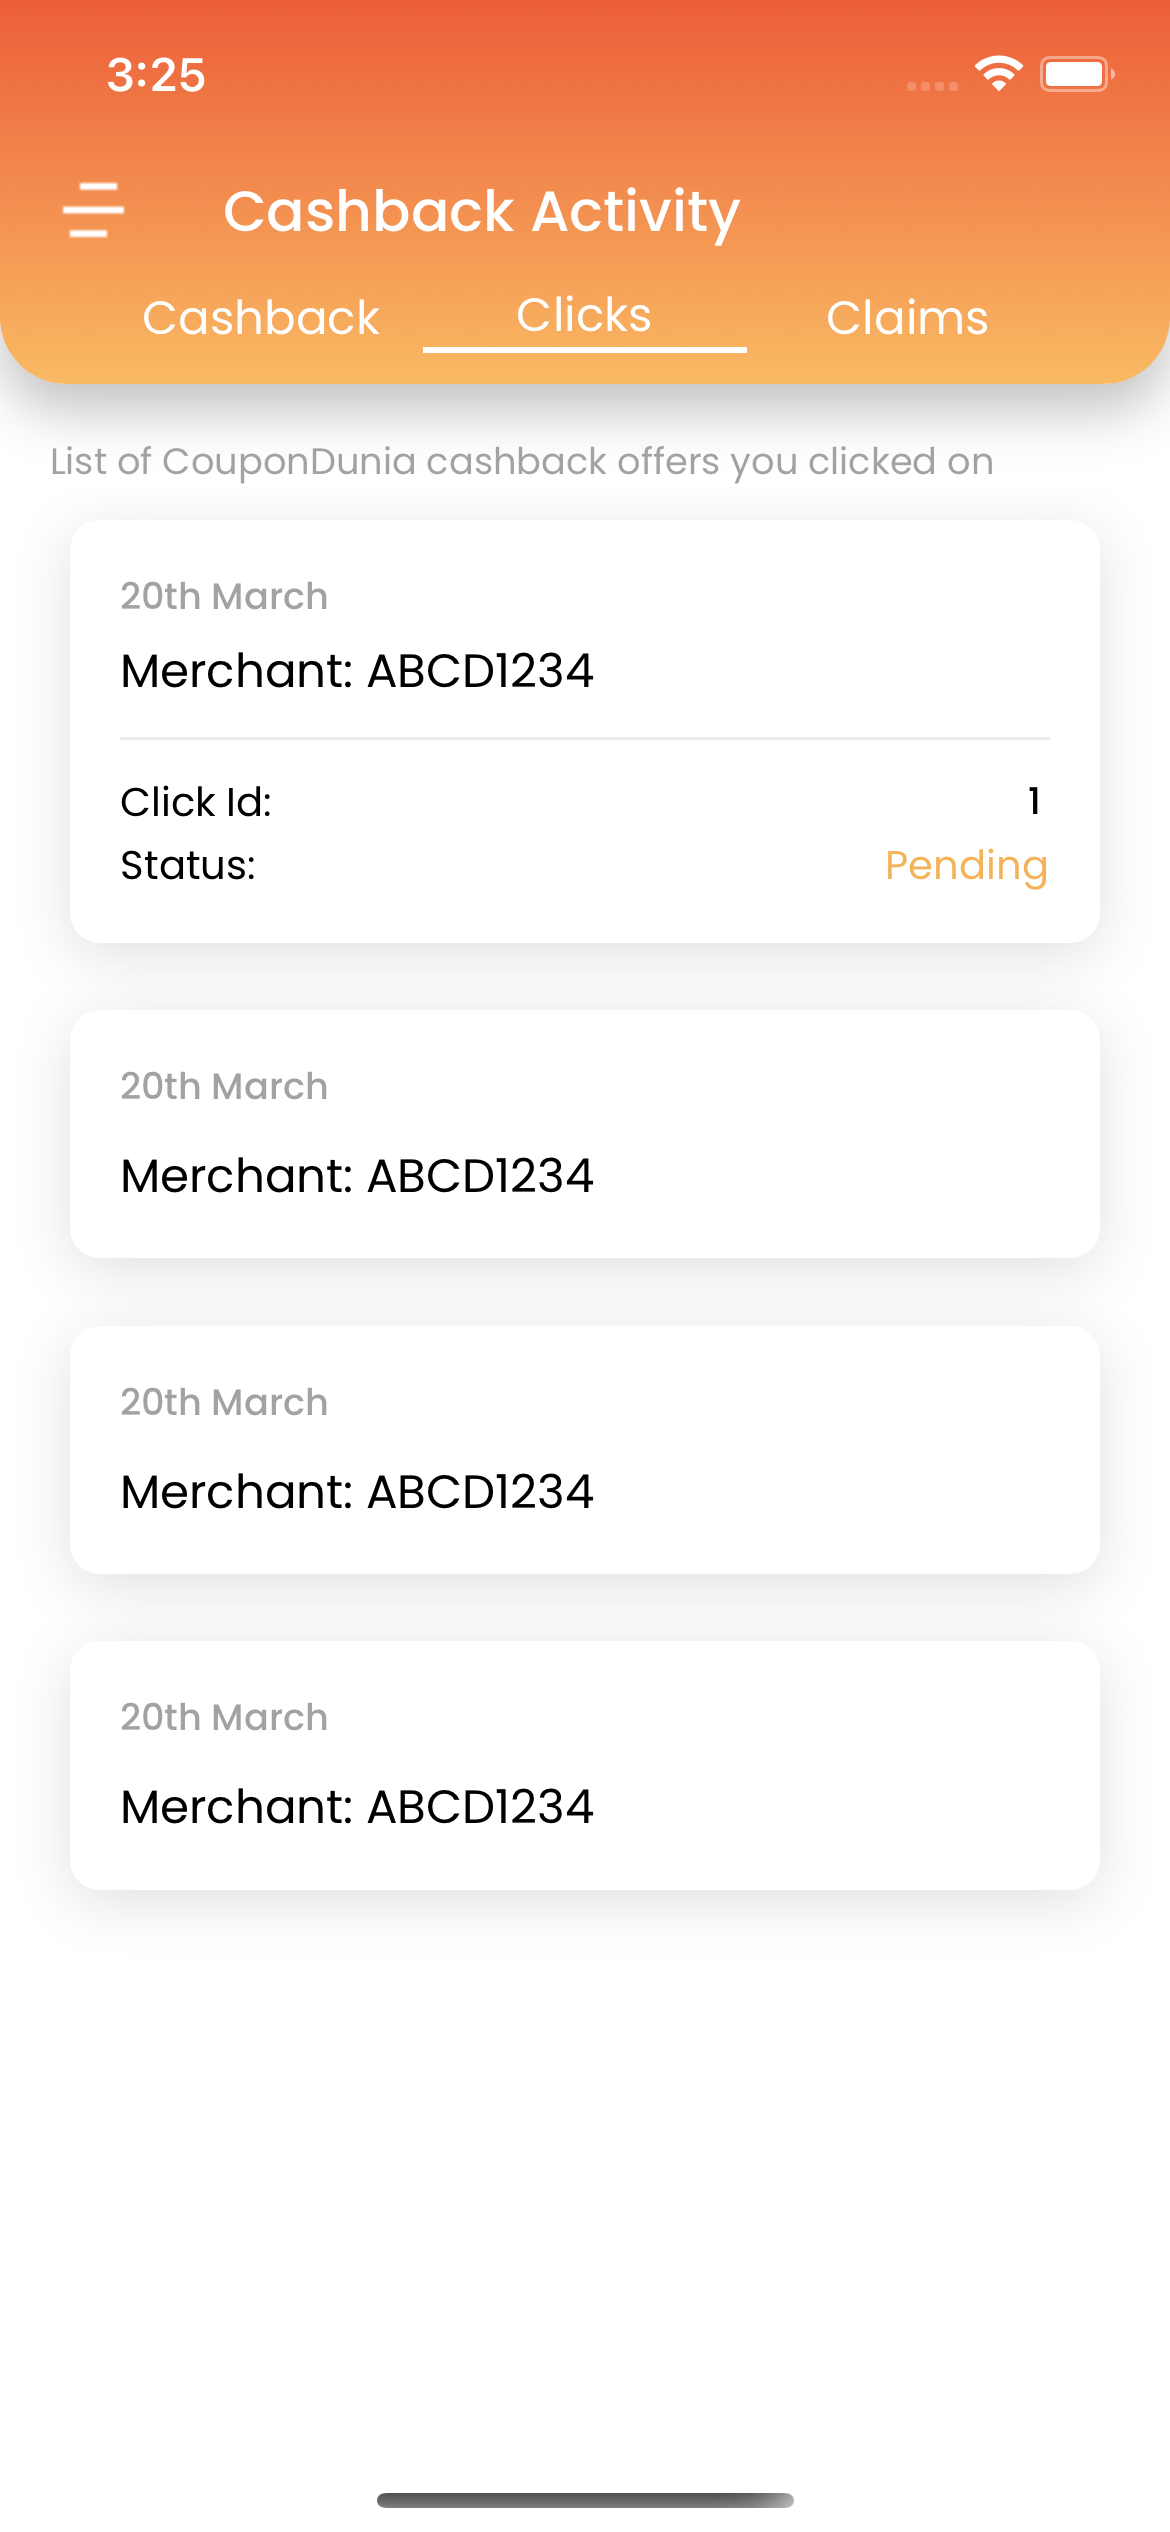 3:25
Cashback Activity
Cashback Clicks Claims
List of CouponDunia cashback offers you clicked on
20th March
Merchant: ABCD1234
Click Id: 1
Status: Pending
20th March
Merchant: ABCD1234
20th March
Merchant: ABCD1234
20th March
Merchant: ABCD1234